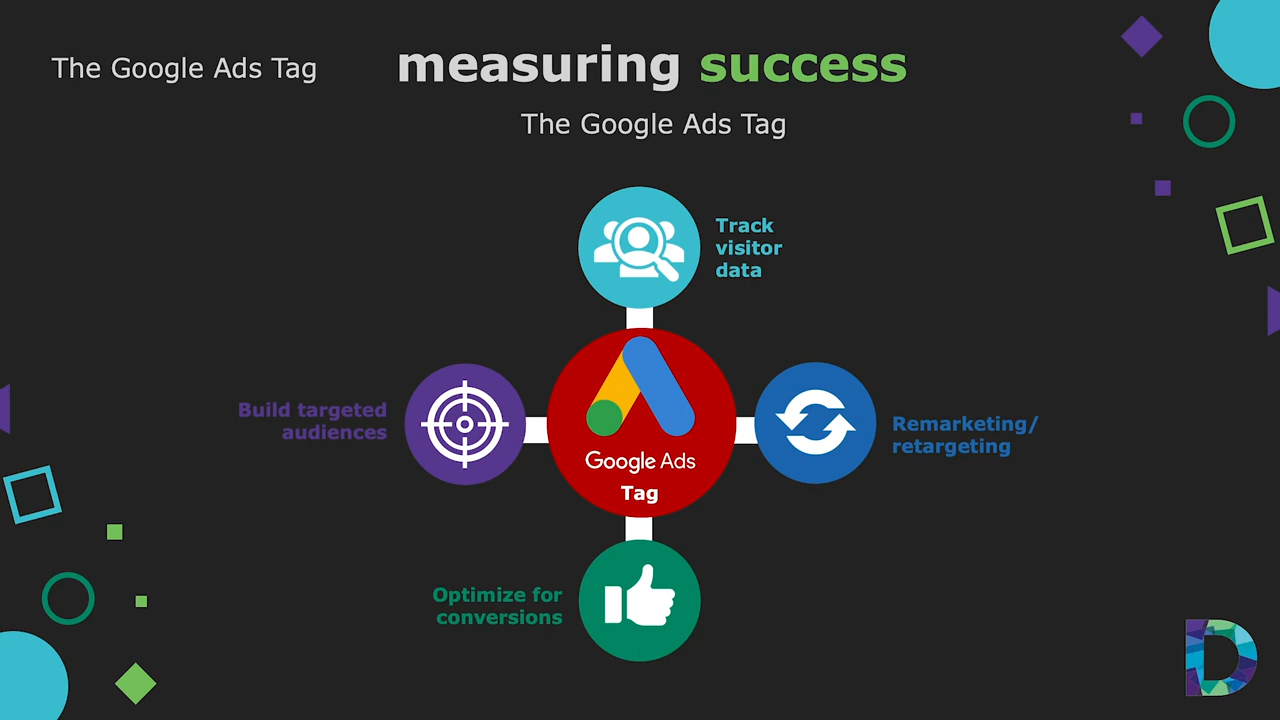 The Google Ads Tag
measuring success
The Google Ads Tag
Track
visitor
data
Build targeted
audiences
Google Ads
Tag
Remarketing/
retargeting
Optimize for
conversions
D